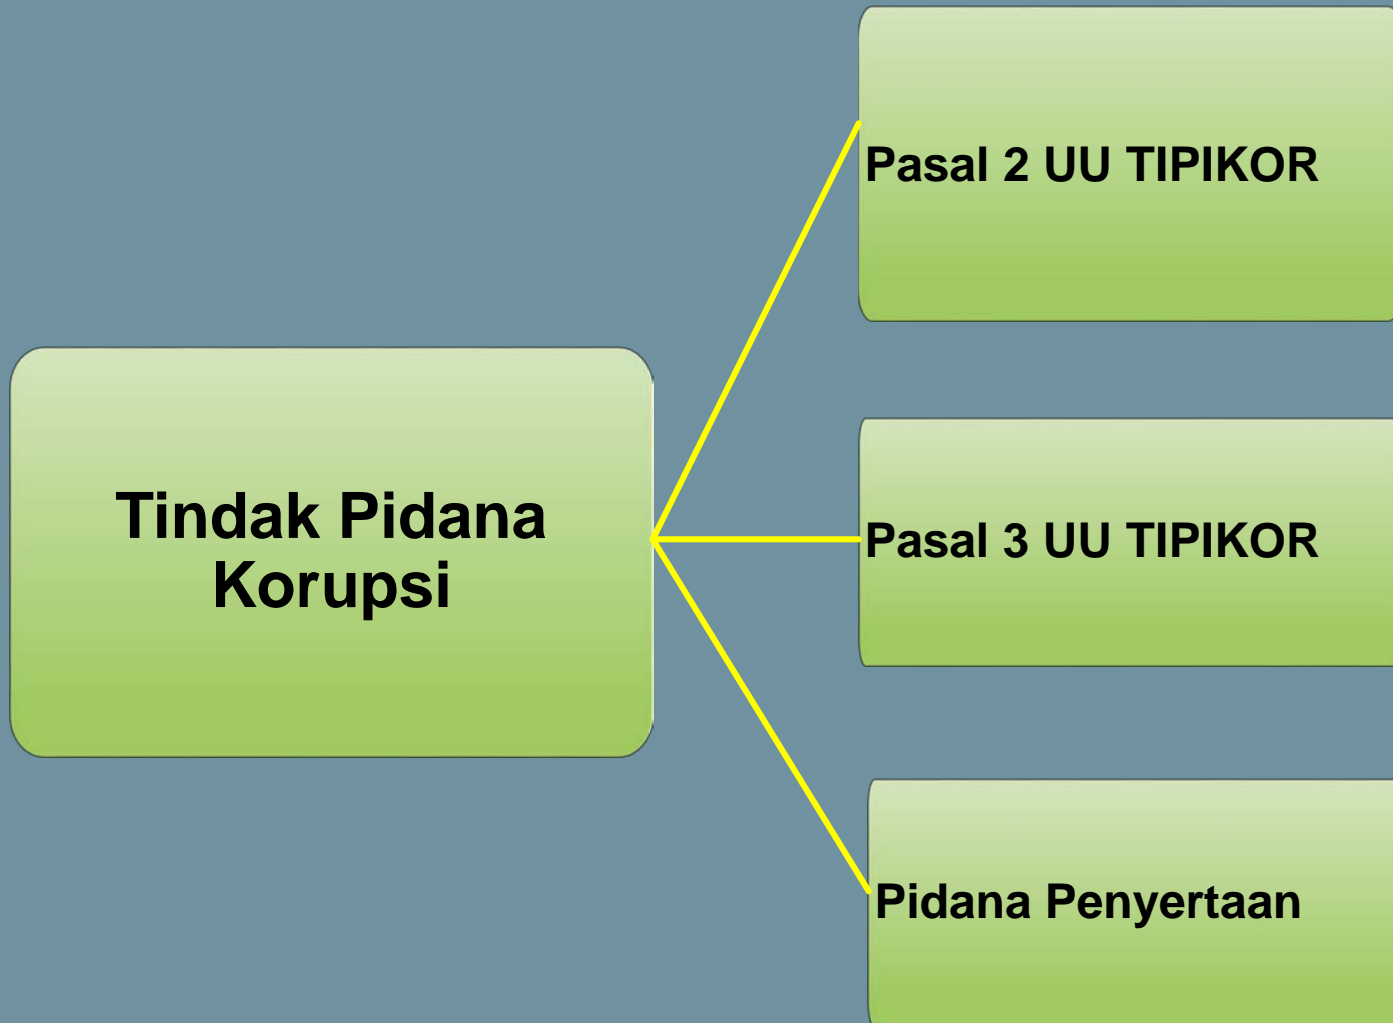 Pasal 2 UU TIPIKOR
Tindak Pidana
Korupsi
Pasal 3 UU TIPIKOR
Pidana Penyertaan